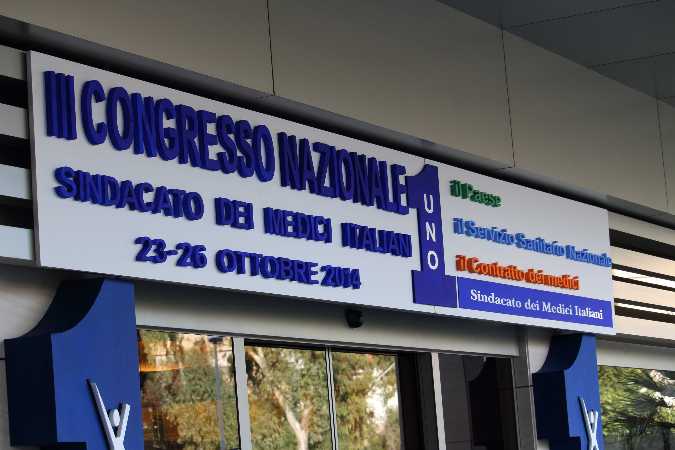 III CONGRESSO NAZIONALE
SINDACATO DEI MEDICI ITALIANI
23-26 OTTOBRE 2014
UNO
il Paese
il Servizio Sanitario Nazionale
il Contratto dei medici
Sindacato dei Medici Italiani